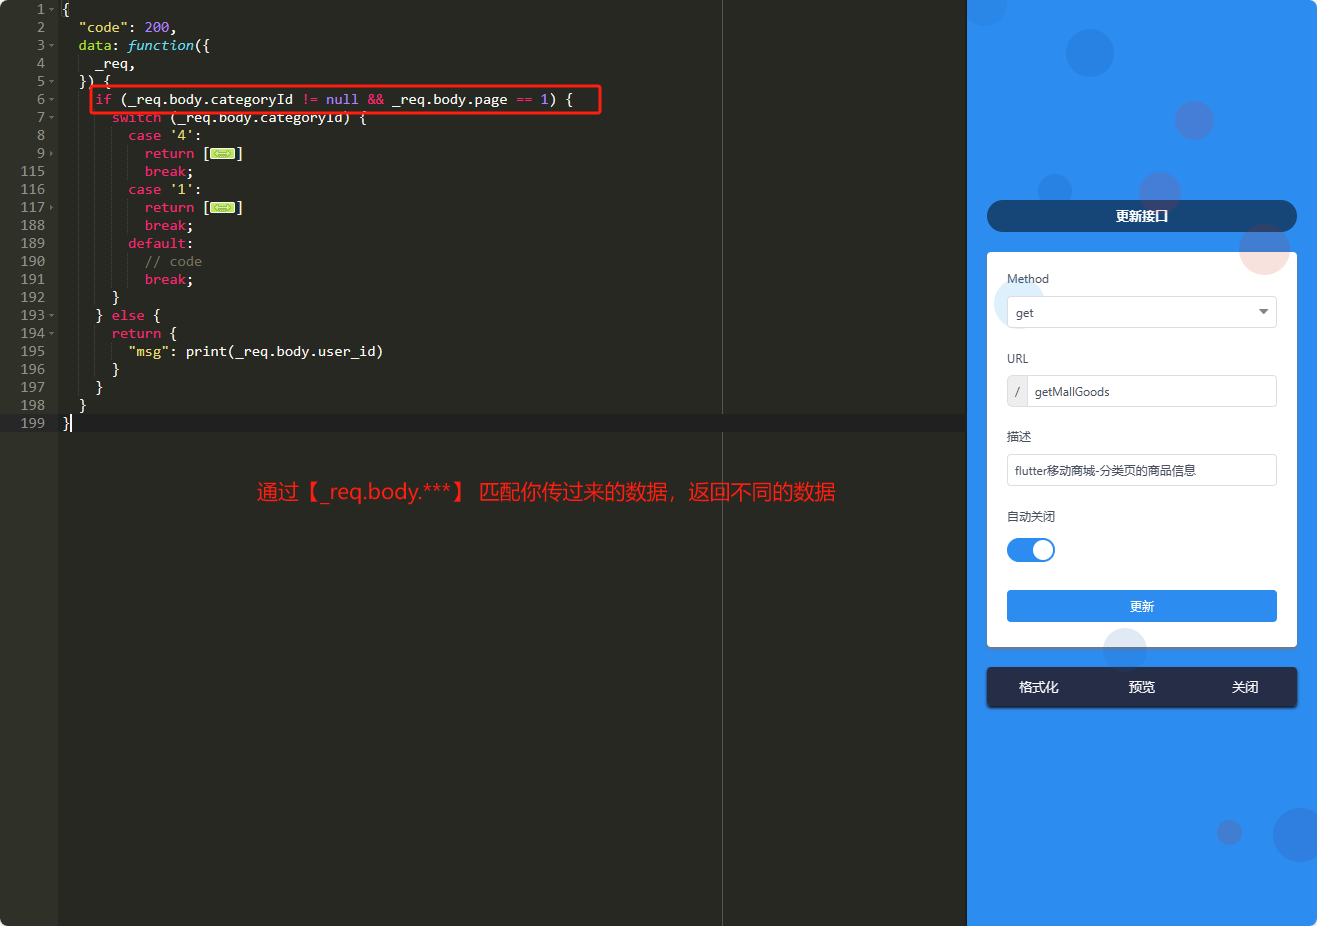 1 {
2 "code": 200,
3 data: function({
4 _req,
5 }) {
6 if (_req.body.categoryId != null && _req.body.page == 1) {
7 switch (_req.body.categoryId) {
8 case '4':
9 return []
115 break;
116 case '1':
117 return []
188 break;
189 default:
190 // code
191 break;
192 }
193 } else {
194 return {
195 "msg": print(_req.body.user_id)
196 }
197 }
198 }
199 }
通过【_req.body.***】 匹配你传过来的数据，返回不同的数据
更新接口
Method
get
URL
/ getMallGoods
描述
flutter移动商城-分类页的商品信息
自动关闭
更新
格式化 预览 关闭